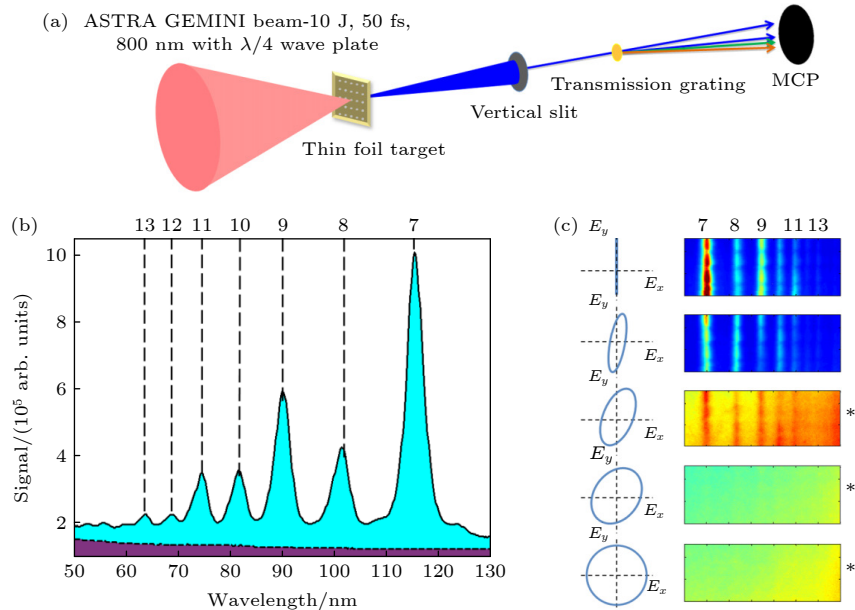 (a) ASTRA GEMINI beam-10 J, 50 fs,
800 nm with λ/4 wave plate
Thin foil target
Vertical slit
Transmission grating
MCP
(b)
13 12 11 10 9 8 7
10
8
6
4
2
Signal/(10⁵ arb. units)
50 60 70 80 90 100 110 120 130
Wavelength/nm
(c)
7 8 9 11 13
E_y
E_x
E_y
E_x
E_y
E_x
*
E_y
E_x
*
E_y
E_x
*